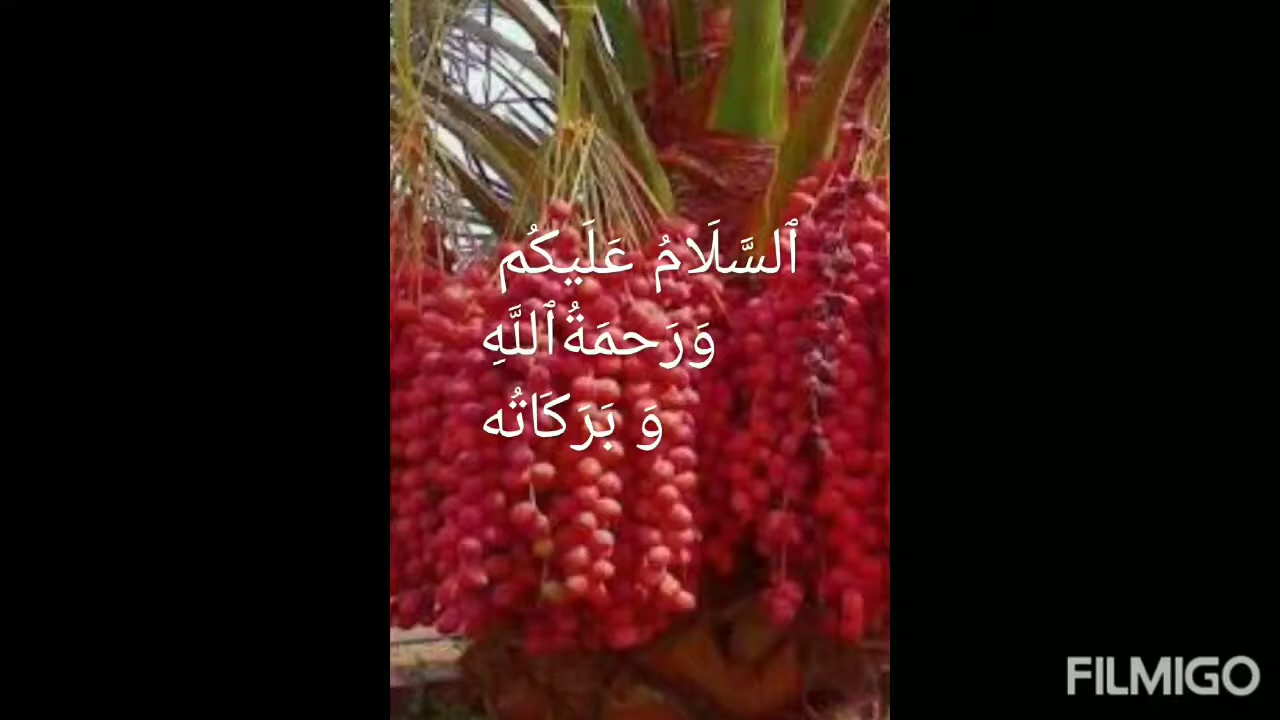 ٱلسَّلَامُ عَلَيكُم
وَرَحمَةُٱللَّهِ
وَ بَرَكَاتُه
FILMIGO